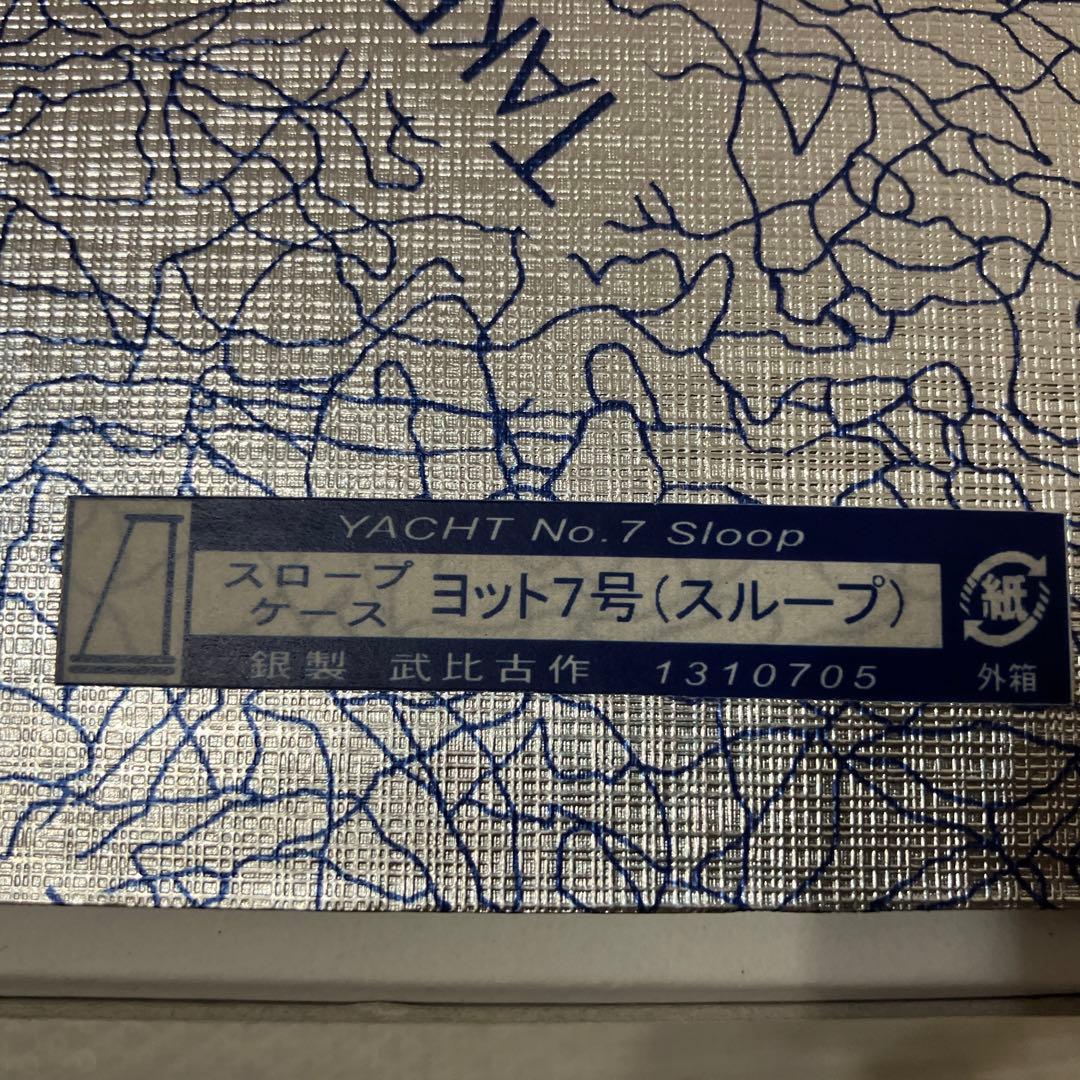 YACHT No.7 Sloop
スロープ
ケース
ヨット7号(スループ)
銀製 武比古作 1310705
紙
外箱